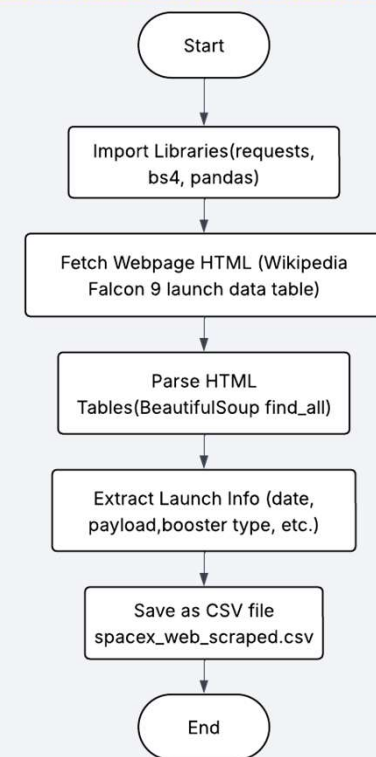 Start
Import Libraries(requests,
bs4, pandas)
Fetch Webpage HTML (Wikipedia
Falcon 9 launch data table)
Parse HTML
Tables(BeautifulSoup find_all)
Extract Launch Info (date,
payload,booster type, etc.)
Save as CSV file
spacex_web_scraped.csv
End